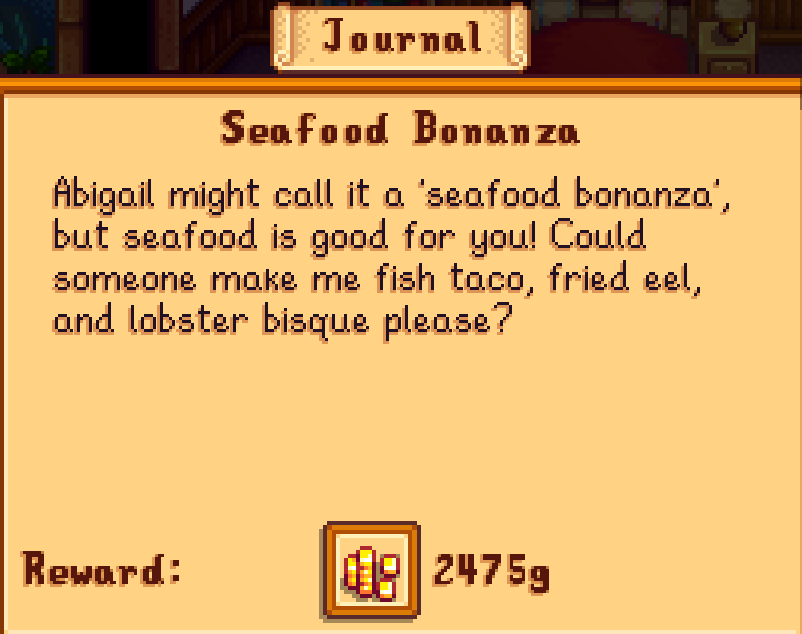 Journal
Seafood Bonanza
Abigail might call it a 'seafood bonanza',
but seafood is good for you! Could
someone make me fish taco, fried eel,
and lobster bisque please?
Reward: 2475g